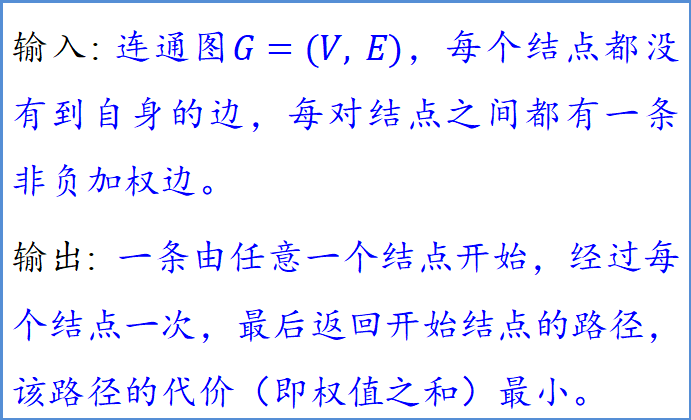 输入: 连通图G = (V, E)，每个结点都没
有到自身的边，每对结点之间都有一条
非负加权边。
输出: 一条由任意一个结点开始，经过每
个结点一次，最后返回开始结点的路径，
该路径的代价（即权值之和）最小。